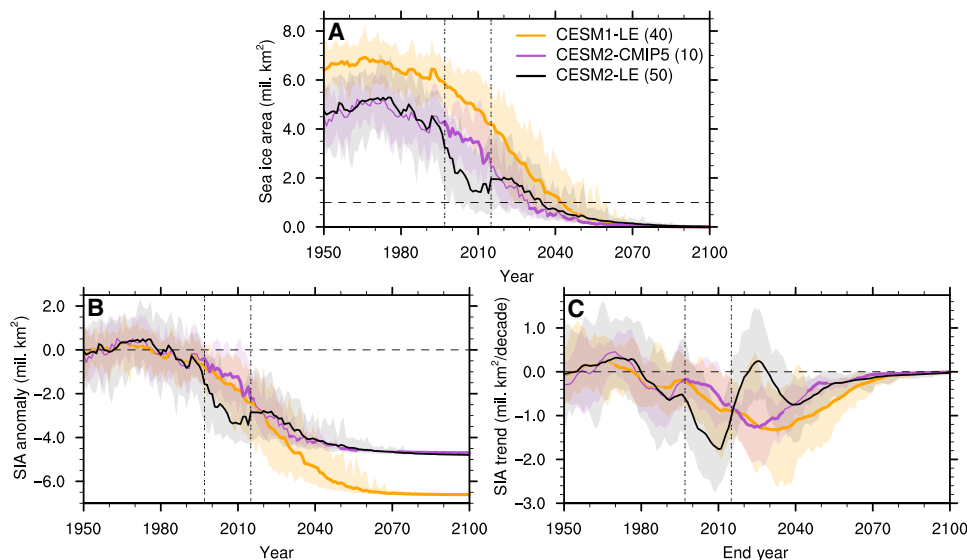 A
CESM1-LE (40)
CESM2-CMIP5 (10)
CESM2-LE (50)
Sea ice area (mil. km²)
8.0
6.0
4.0
2.0
0.0
1950 1980 2010 2040 2070 2100
Year
B
SIA anomaly (mil. km²)
2.0
0.0
−2.0
−4.0
−6.0
1950 1980 2010 2040 2070 2100
Year
C
SIA trend (mil. km²/decade)
1.0
0.0
−1.0
−2.0
−3.0
1950 1980 2010 2040 2070 2100
End year